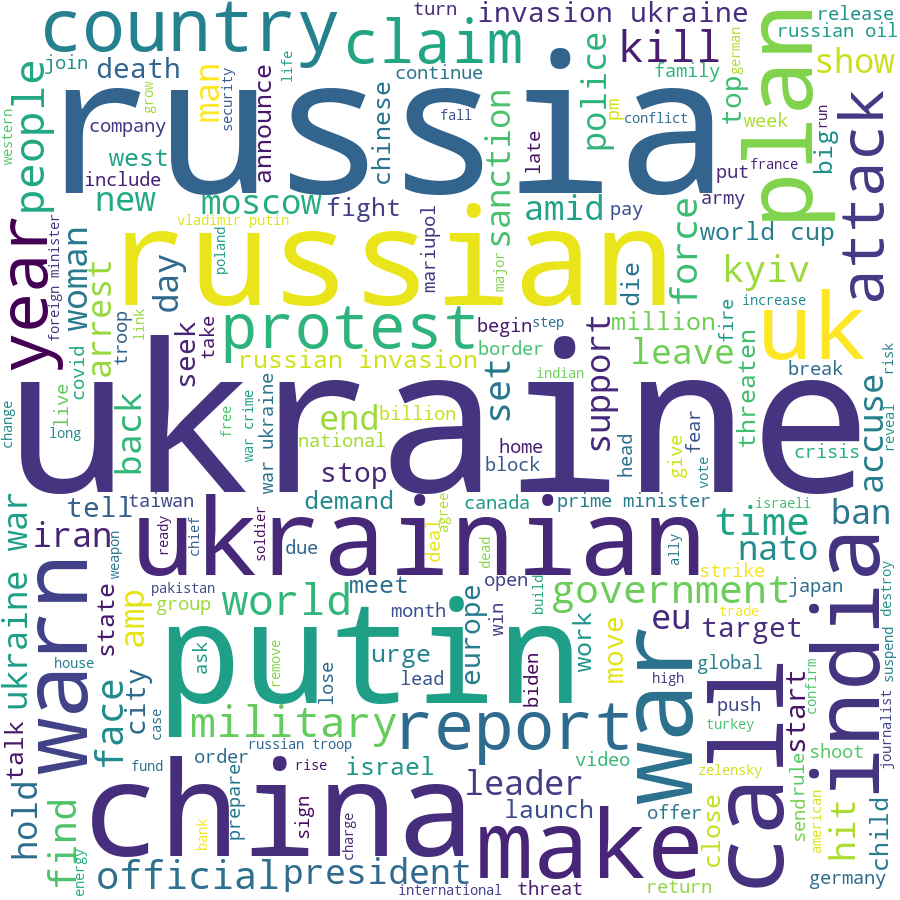 turn invasion ukraine release
country claim kill plan russian oil
join death man continue family german show
russia
people western company grow security announce life chinese fall police conflict pm top week big run attack
west include late put france
new moscow fight sanction amid pay army
year vladimir putin world cup
foreign minister woman day poland mariupol major force die kyiv
russian
arrest troop link covid seek take protest begin step million fire increase uk
russian invasion border leave threaten break risk
ukraine
change live long back free war crime war ukraine end billion indian set support home head give fear vote crisis accuse reveal
national stop block
tell taiwan demand canada prime minister israeli ban
ukraine war iran ukrainian time nato
ready chief soldier due deal agree dead ally
warn weapon state amp pakistan group world meet month open build government strike japan india destroy
putin
talk house face city case ask remove urge lose lead europe win biden work move eu target trade global call war high push turkey start confirm suspend journalist
military report
hold fund order russian troop rise israel video zelensky shoot
china leader launch offer make
find energy bank preparer sign charge close send rule american hit child
official president international threat return germany